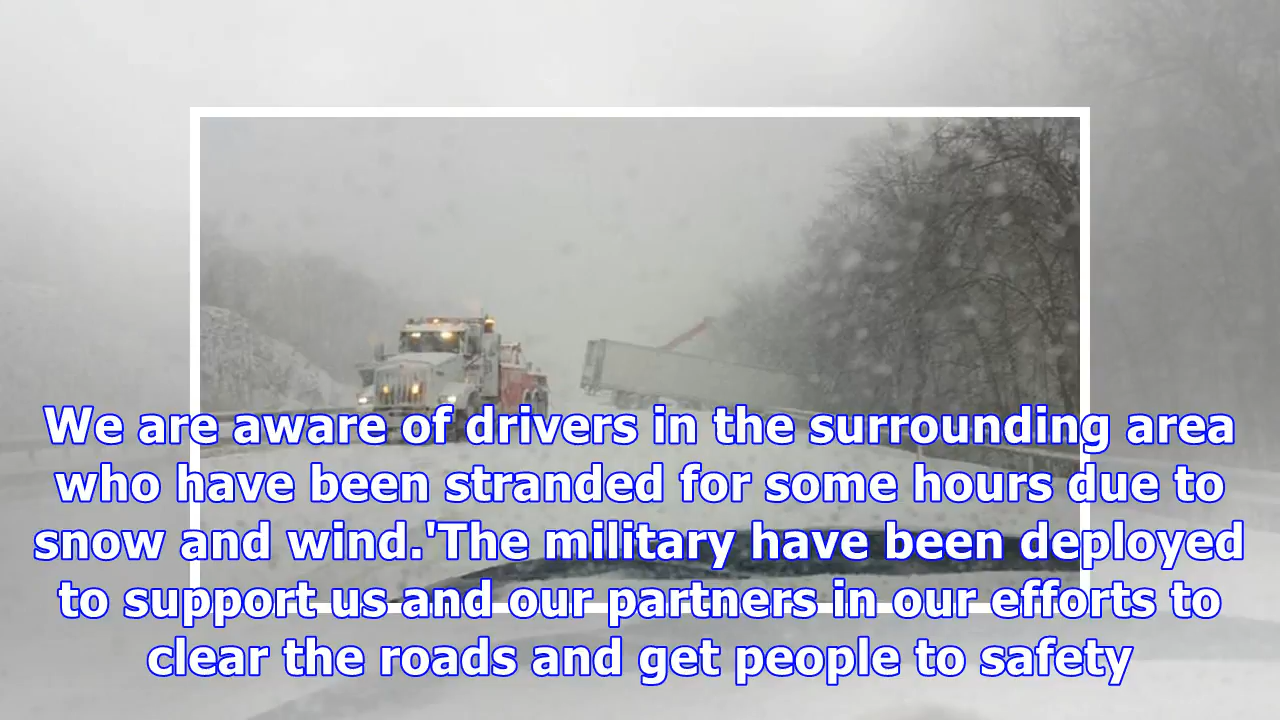 We are aware of drivers in the surrounding area
who have been stranded for some hours due to
snow and wind.'The military have been deployed
to support us and our partners in our efforts to
clear the roads and get people to safety